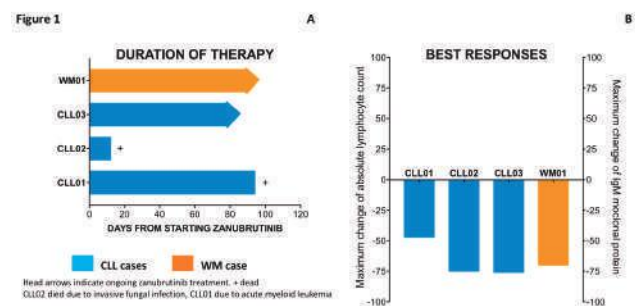 Figure 1
A
B
DURATION OF THERAPY
WM01
CLL03
CLL02
+
CLL01
+
0 20 40 60 80 100 120
DAYS FROM STARTING ZANUBRUTINIB
CLL cases
WM case
Head arrows indicate ongoing zanubrutinib treatment. + dead
CLL02 died due to invasive fungal infection, CLL01 due to acute myeloid leukemia
BEST RESPONSES
Maximum change of absolute lymphocyte count
100
75
50
25
0
-25
-50
-75
-100
CLL01 CLL02 CLL03 WM01
100
75
50
25
0
-25
-50
-75
-100
Maximum change of IgM moclonal protein